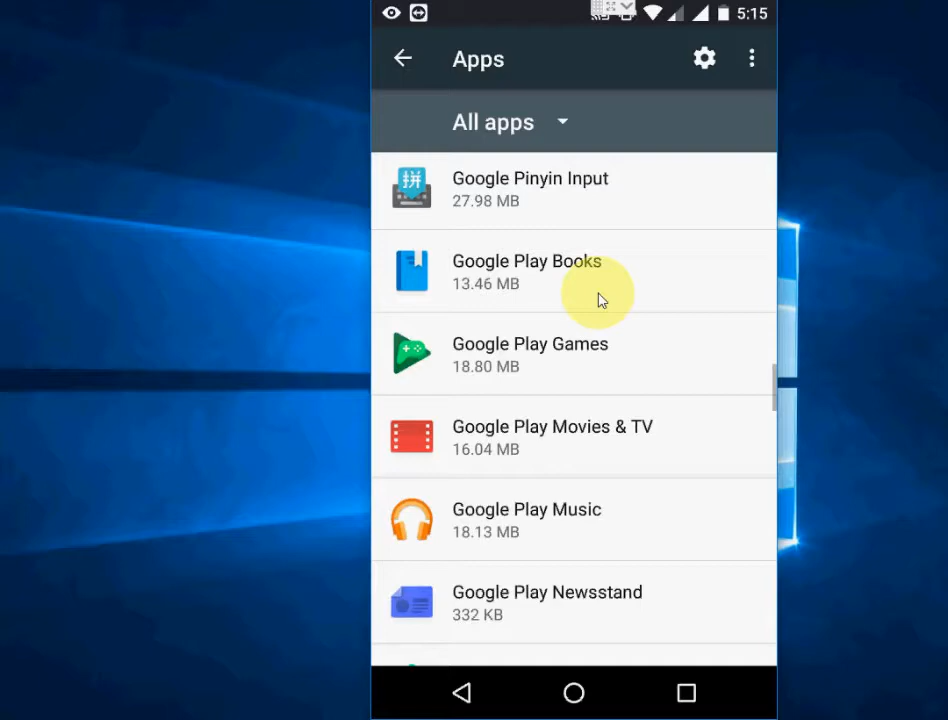 5:15
Apps
All apps
拼
Google Pinyin Input
27.98 MB
Google Play Books
13.46 MB
Google Play Games
18.80 MB
Google Play Movies & TV
16.04 MB
Google Play Music
18.13 MB
Google Play Newsstand
332 KB